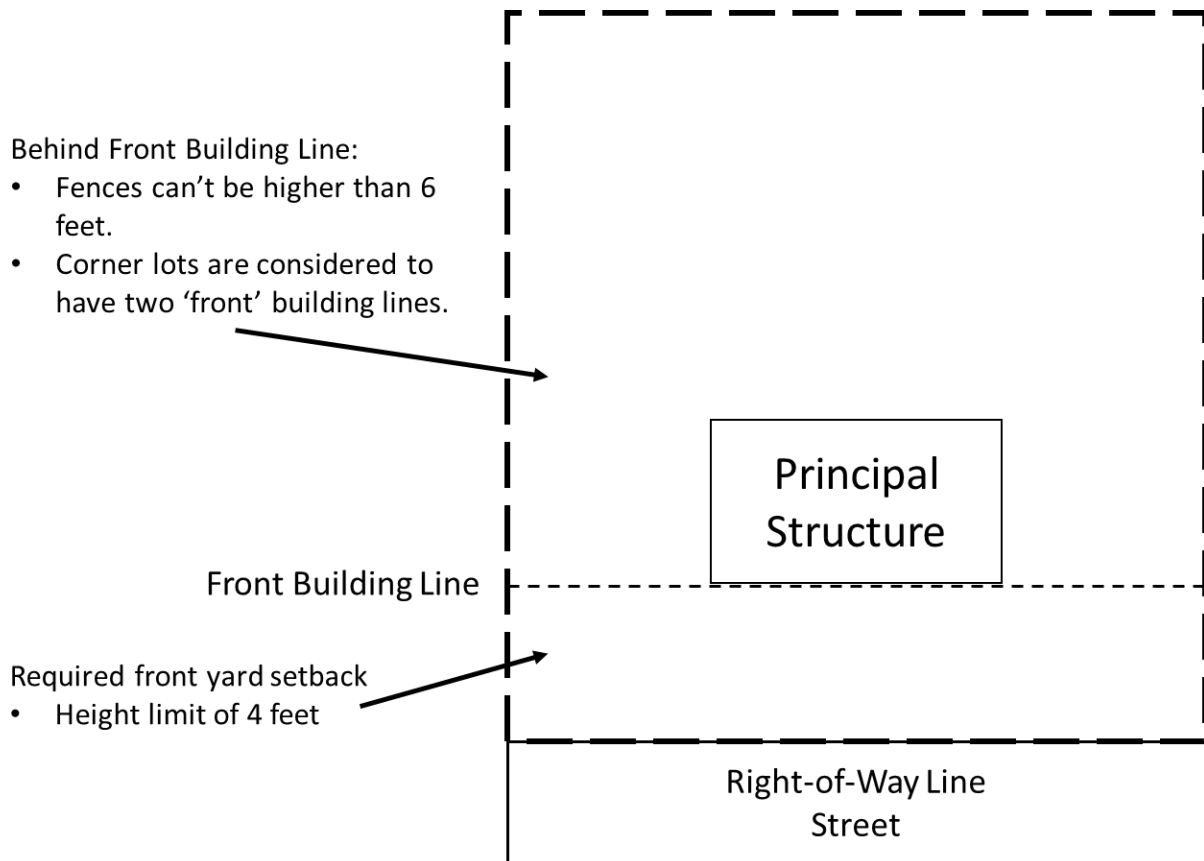 Behind Front Building Line:
• Fences can’t be higher than 6
feet.
• Corner lots are considered to
have two ‘front’ building lines.
Principal
Structure
Front Building Line
Required front yard setback
• Height limit of 4 feet
Right-of-Way Line
Street